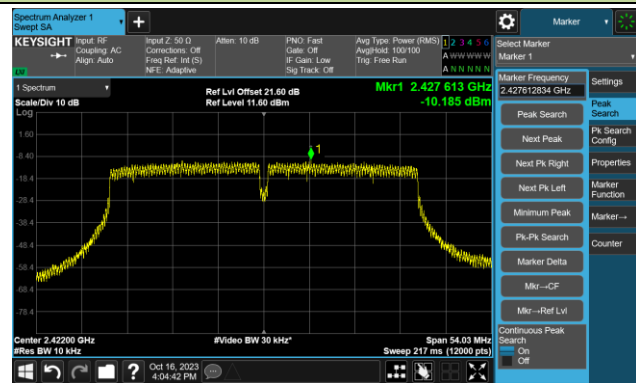 Spectrum Analyzer 1
Swept SA
Marker
KEYSIGHT
Input: RF
Coupling: AC
Align: Auto
Input Z: 50 Ω
Corrections: Off
Freq Ref: Int (S)
NFE: Adaptive
Atten: 10 dB
PNO: Fast
Gate: Off
IF Gain: Low
Sig Track: Off
Avg Type: Power (RMS)
Avg|Hold: 100/100
Trig: Free Run
1 2 3 4 5 6
A W W W W W
A N N N N N
LW
Select Marker
Marker 1
1 Spectrum
Scale/Div 10 dB
Log
Ref Lvl Offset 21.60 dB
Ref Level 11.60 dBm
Mkr1 2.427 613 GHz
-10.185 dBm
1.60
-8.40
-18.4
-28.4
-38.4
-48.4
-58.4
-68.4
-78.4
1
Center 2.42200 GHz
#Res BW 10 kHz
#Video BW 30 kHz*
Span 54.03 MHz
Sweep 217 ms (12000 pts)
Marker Frequency
2.427612834 GHz
Peak Search
Next Peak
Next Pk Right
Next Pk Left
Minimum Peak
Pk-Pk Search
Marker Delta
Mkr→CF
Mkr→Ref Lvl
Continuous Peak
Search
On
Off
Settings
Peak
Search
Pk Search
Config
Properties
Marker
Function
Marker→
Counter
?
Oct 16, 2023
4:04:42 PM